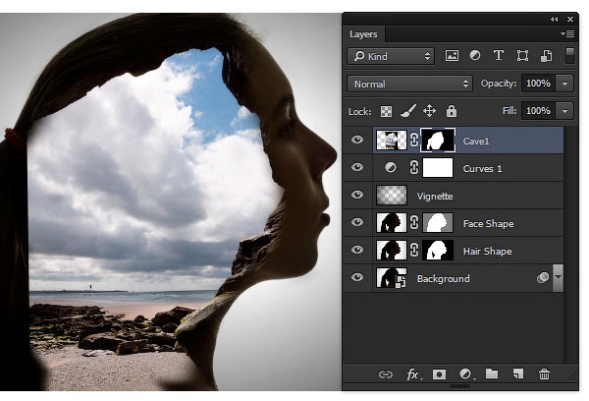 Layers
Kind
Normal Opacity: 100%
Lock: Fill: 100%
Cave1
Curves 1
Vignette
Face Shape
Hair Shape
Background
fx